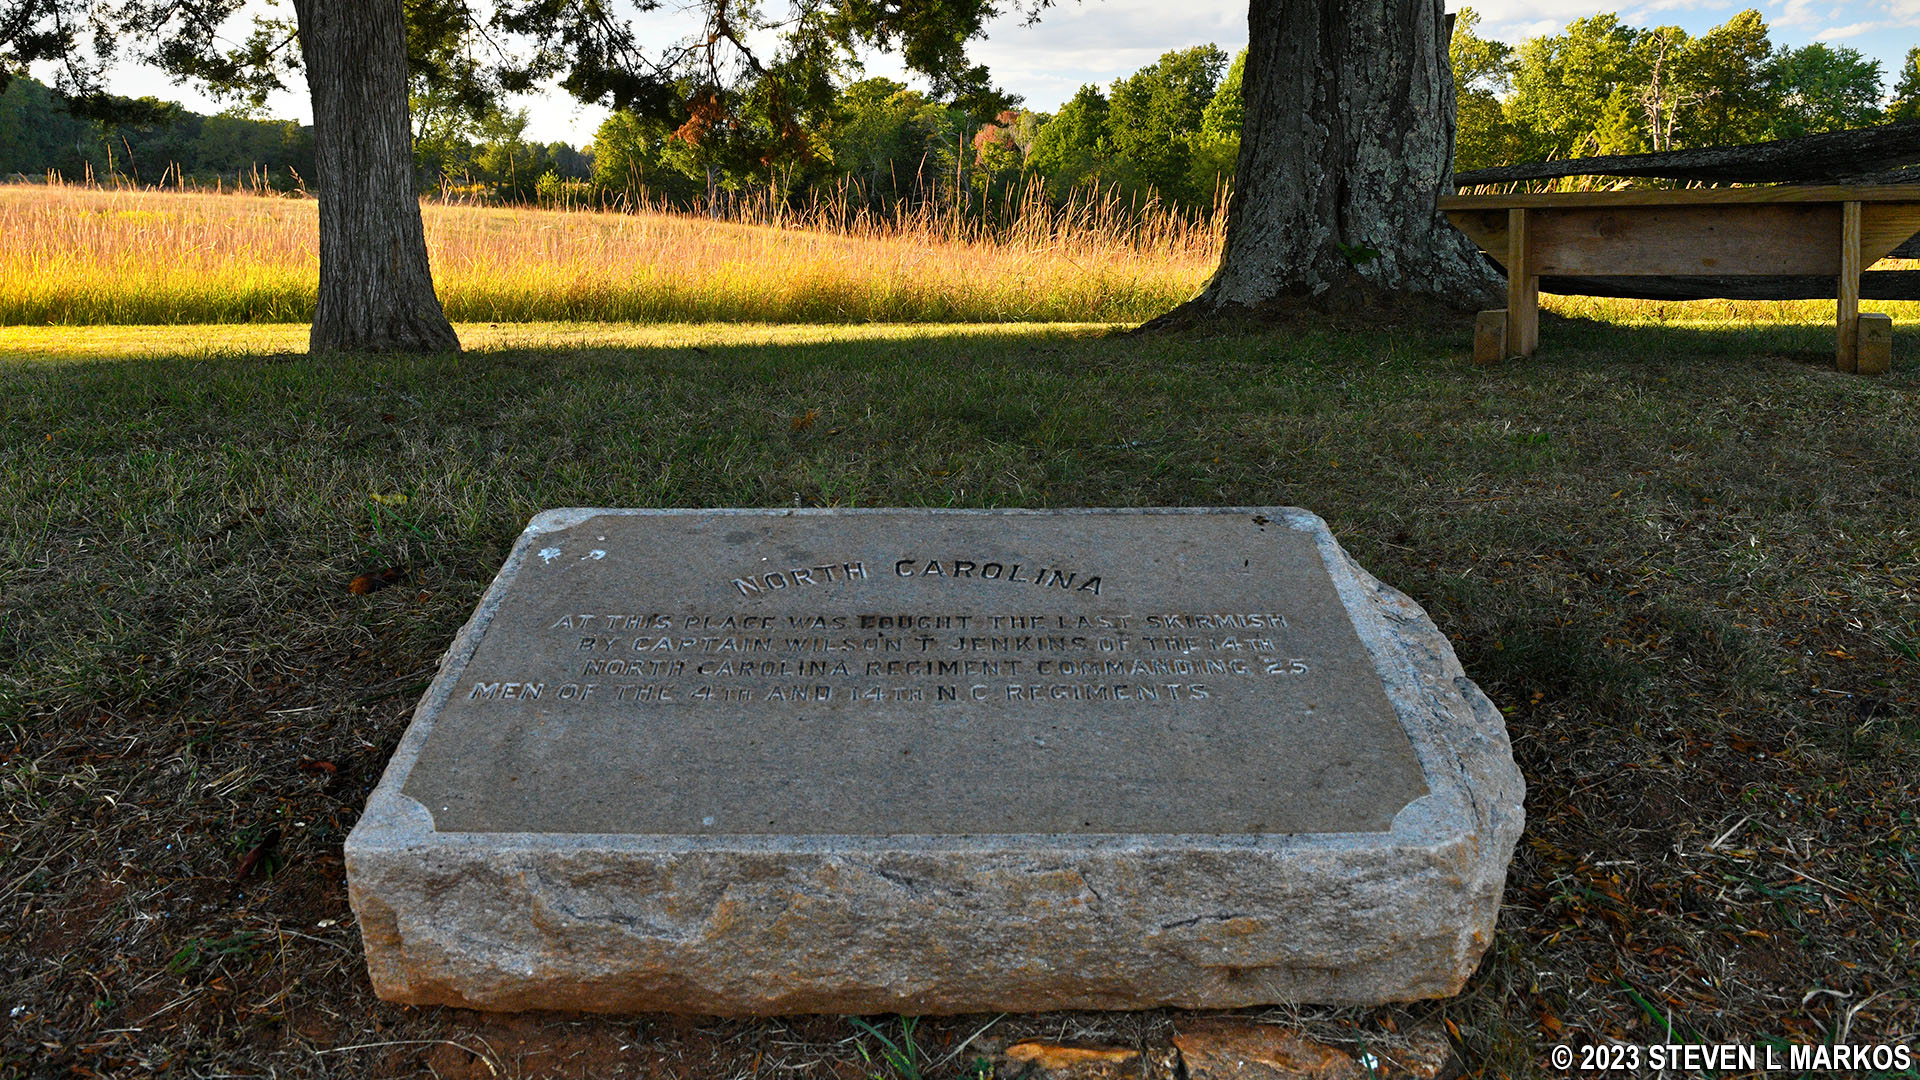 NORTH CAROLINA
AT THIS PLACE WAS FOUGHT THE LAST SKIRMISH
BY CAPTAIN WILSON T. JENKINS OF THE 14TH
NORTH CAROLINA REGIMENT COMMANDING 25
MEN OF THE 4TH AND 14TH N.C. REGIMENTS.
© 2023 STEVEN L MARKOS